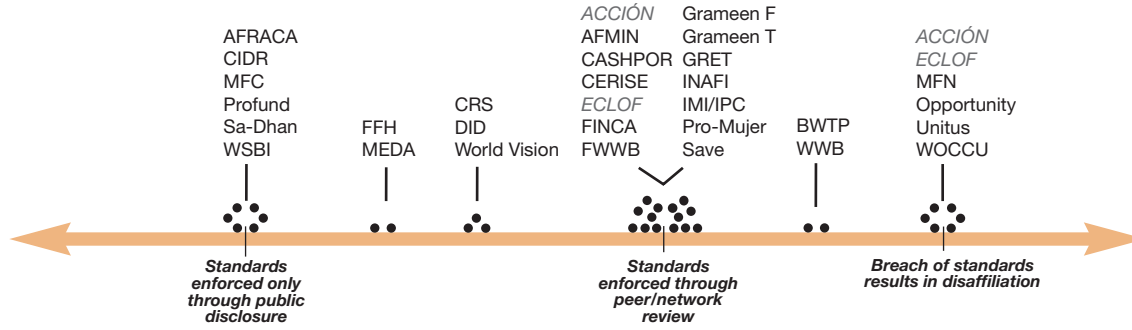 AFRACA
CIDR
MFC
Profund
Sa-Dhan
WSBI
FFH
MEDA
CRS
DID
World Vision
ACCIÓN
AFMIN
CASHPOR
CERISE
ECLOF
FINCA
FWWB
Grameen F
Grameen T
GRET
INAFI
IMI/IPC
Pro-Mujer
Save
BWTP
WWB
ACCIÓN
ECLOF
MFN
Opportunity
Unitus
WOCCU
Standards
enforced only
through public
disclosure
Standards
enforced through
peer/network
review
Breach of standards
results in disaffiliation